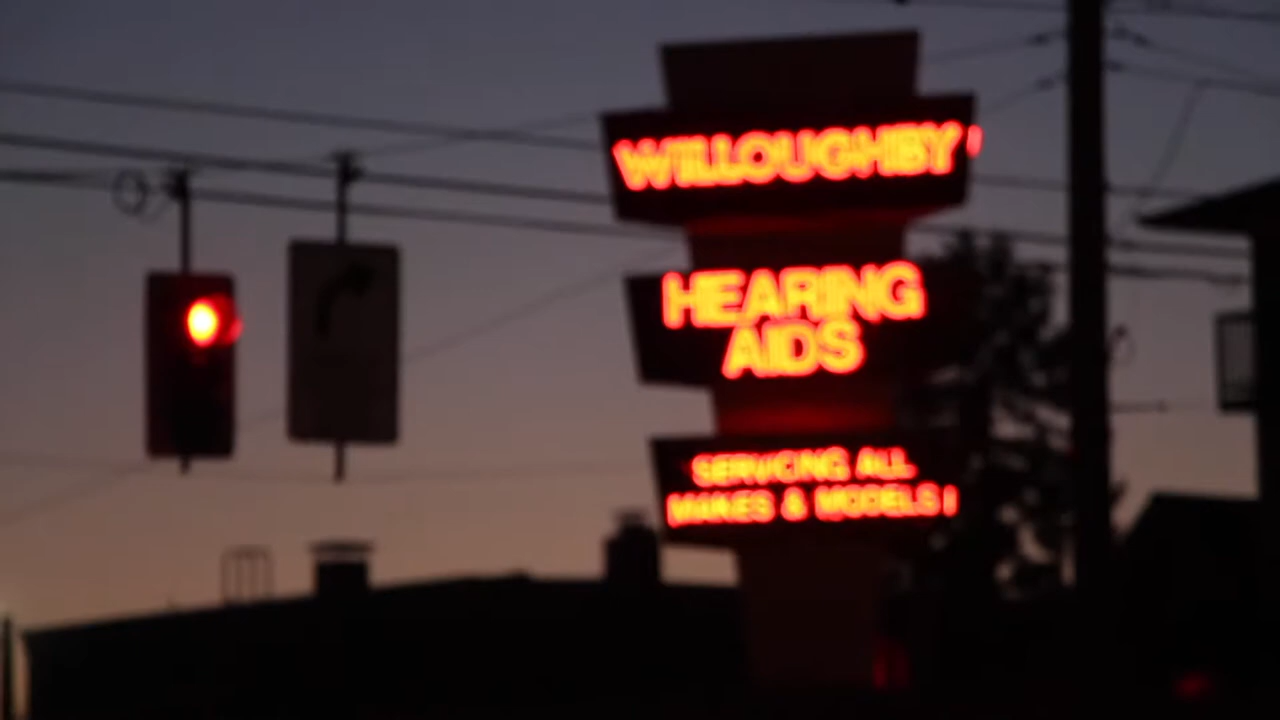 WILLOUGHBY'
HEARING
AIDS
SERVICING ALL
MAKES & MODELS!